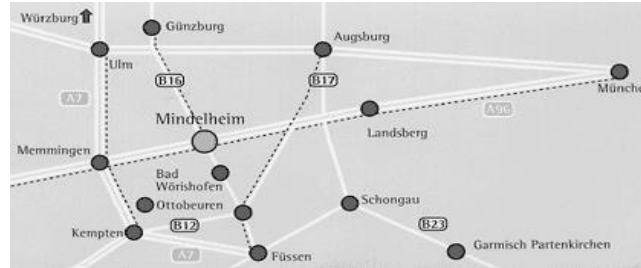 Würzburg
Günzburg
Augsburg
Ulm
B16
B17
Münche
A7
Mindelheim
A96
Landsberg
Memmingen
Bad
Wörishofen
Ottobeuren
Schongau
B12
B23
Kempten
A7
Füssen
Garmisch Partenkirchen